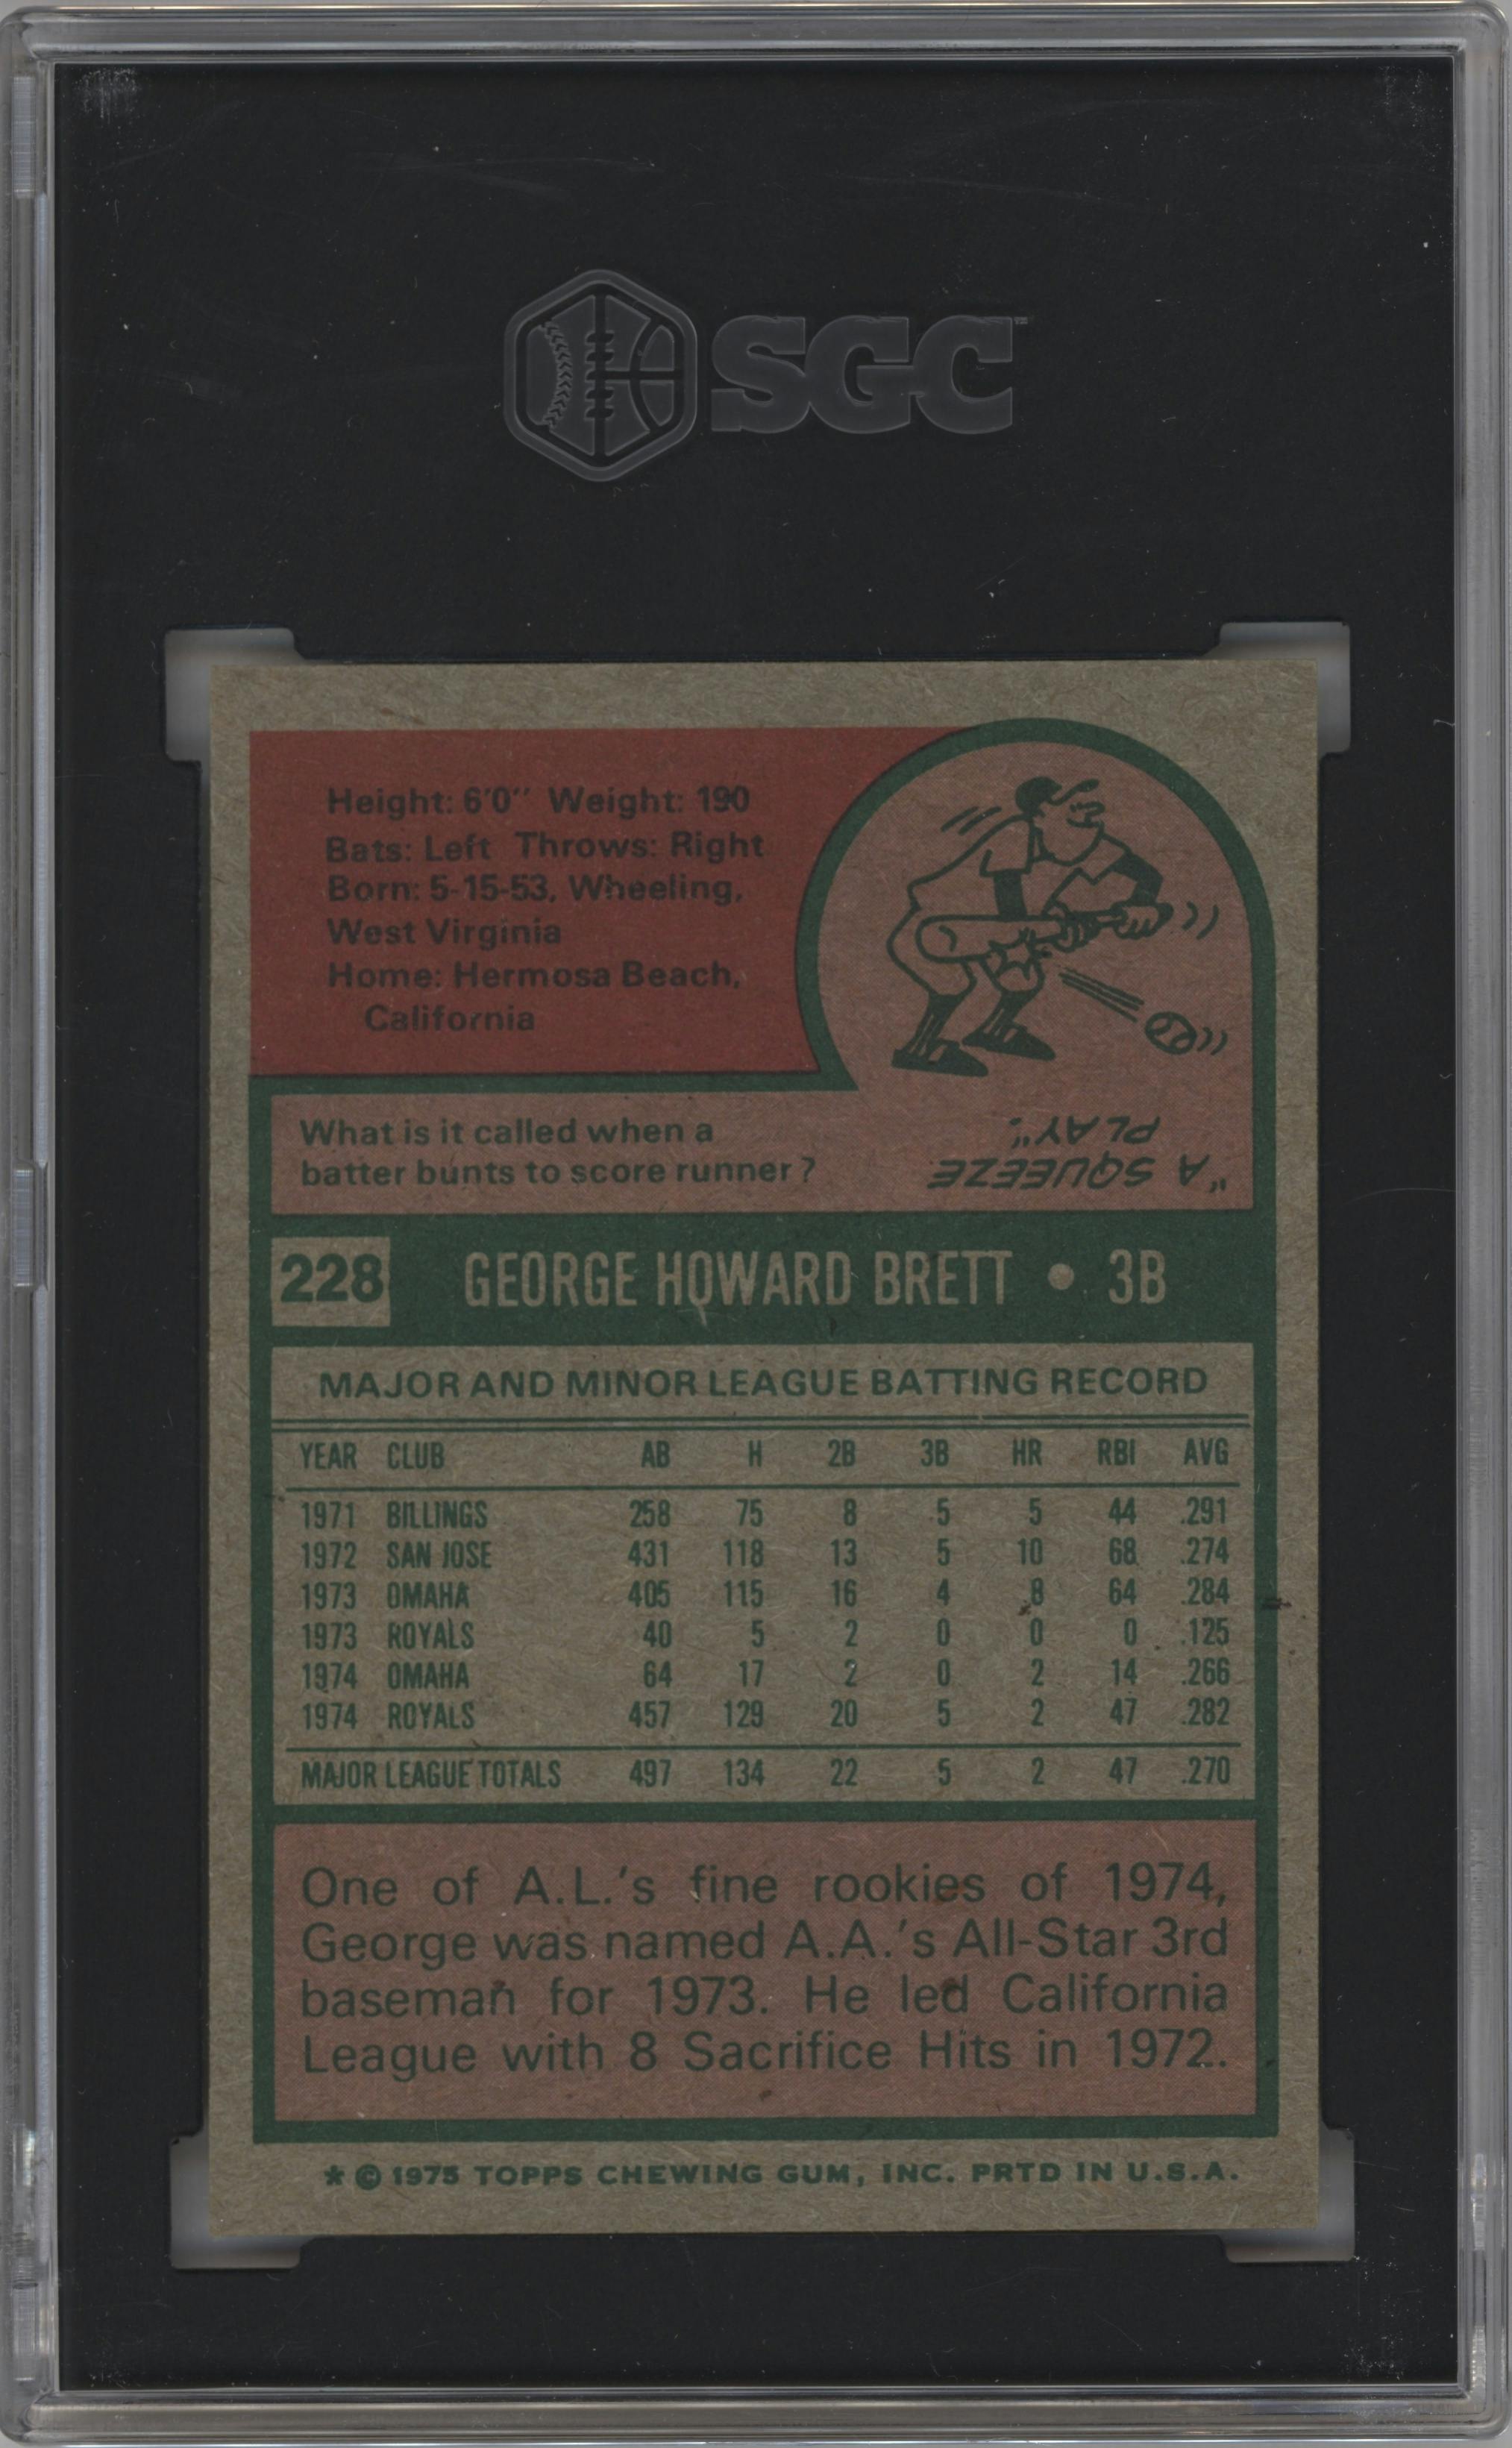 SGC™
Height: 6'0" Weight: 190
Bats: Left Throws: Right
Born: 5-15-53, Wheeling,
West Virginia
Home: Hermosa Beach,
California
What is it called when a
batter bunts to score runner?
"A SQUEEZE
PLAY".
228 GEORGE HOWARD BRETT • 3B
MAJOR AND MINOR LEAGUE BATTING RECORD
YEAR CLUB AB H 2B 3B HR RBI AVG
1971 BILLINGS 258 75 8 5 5 44 .291
1972 SAN JOSE 431 118 13 5 10 68 .274
1973 OMAHA 405 115 16 4 8 64 .284
1973 ROYALS 40 5 2 0 0 0 .125
1974 OMAHA 64 17 2 0 2 14 .266
1974 ROYALS 457 129 20 5 2 47 .282
MAJOR LEAGUE TOTALS 497 134 22 5 2 47 .270
One of A.L.'s fine rookies of 1974,
George was named A.A.'s All-Star 3rd
baseman for 1973. He led California
League with 8 Sacrifice Hits in 1972.
* © 1975 TOPPS CHEWING GUM, INC. PRTD IN U.S.A.